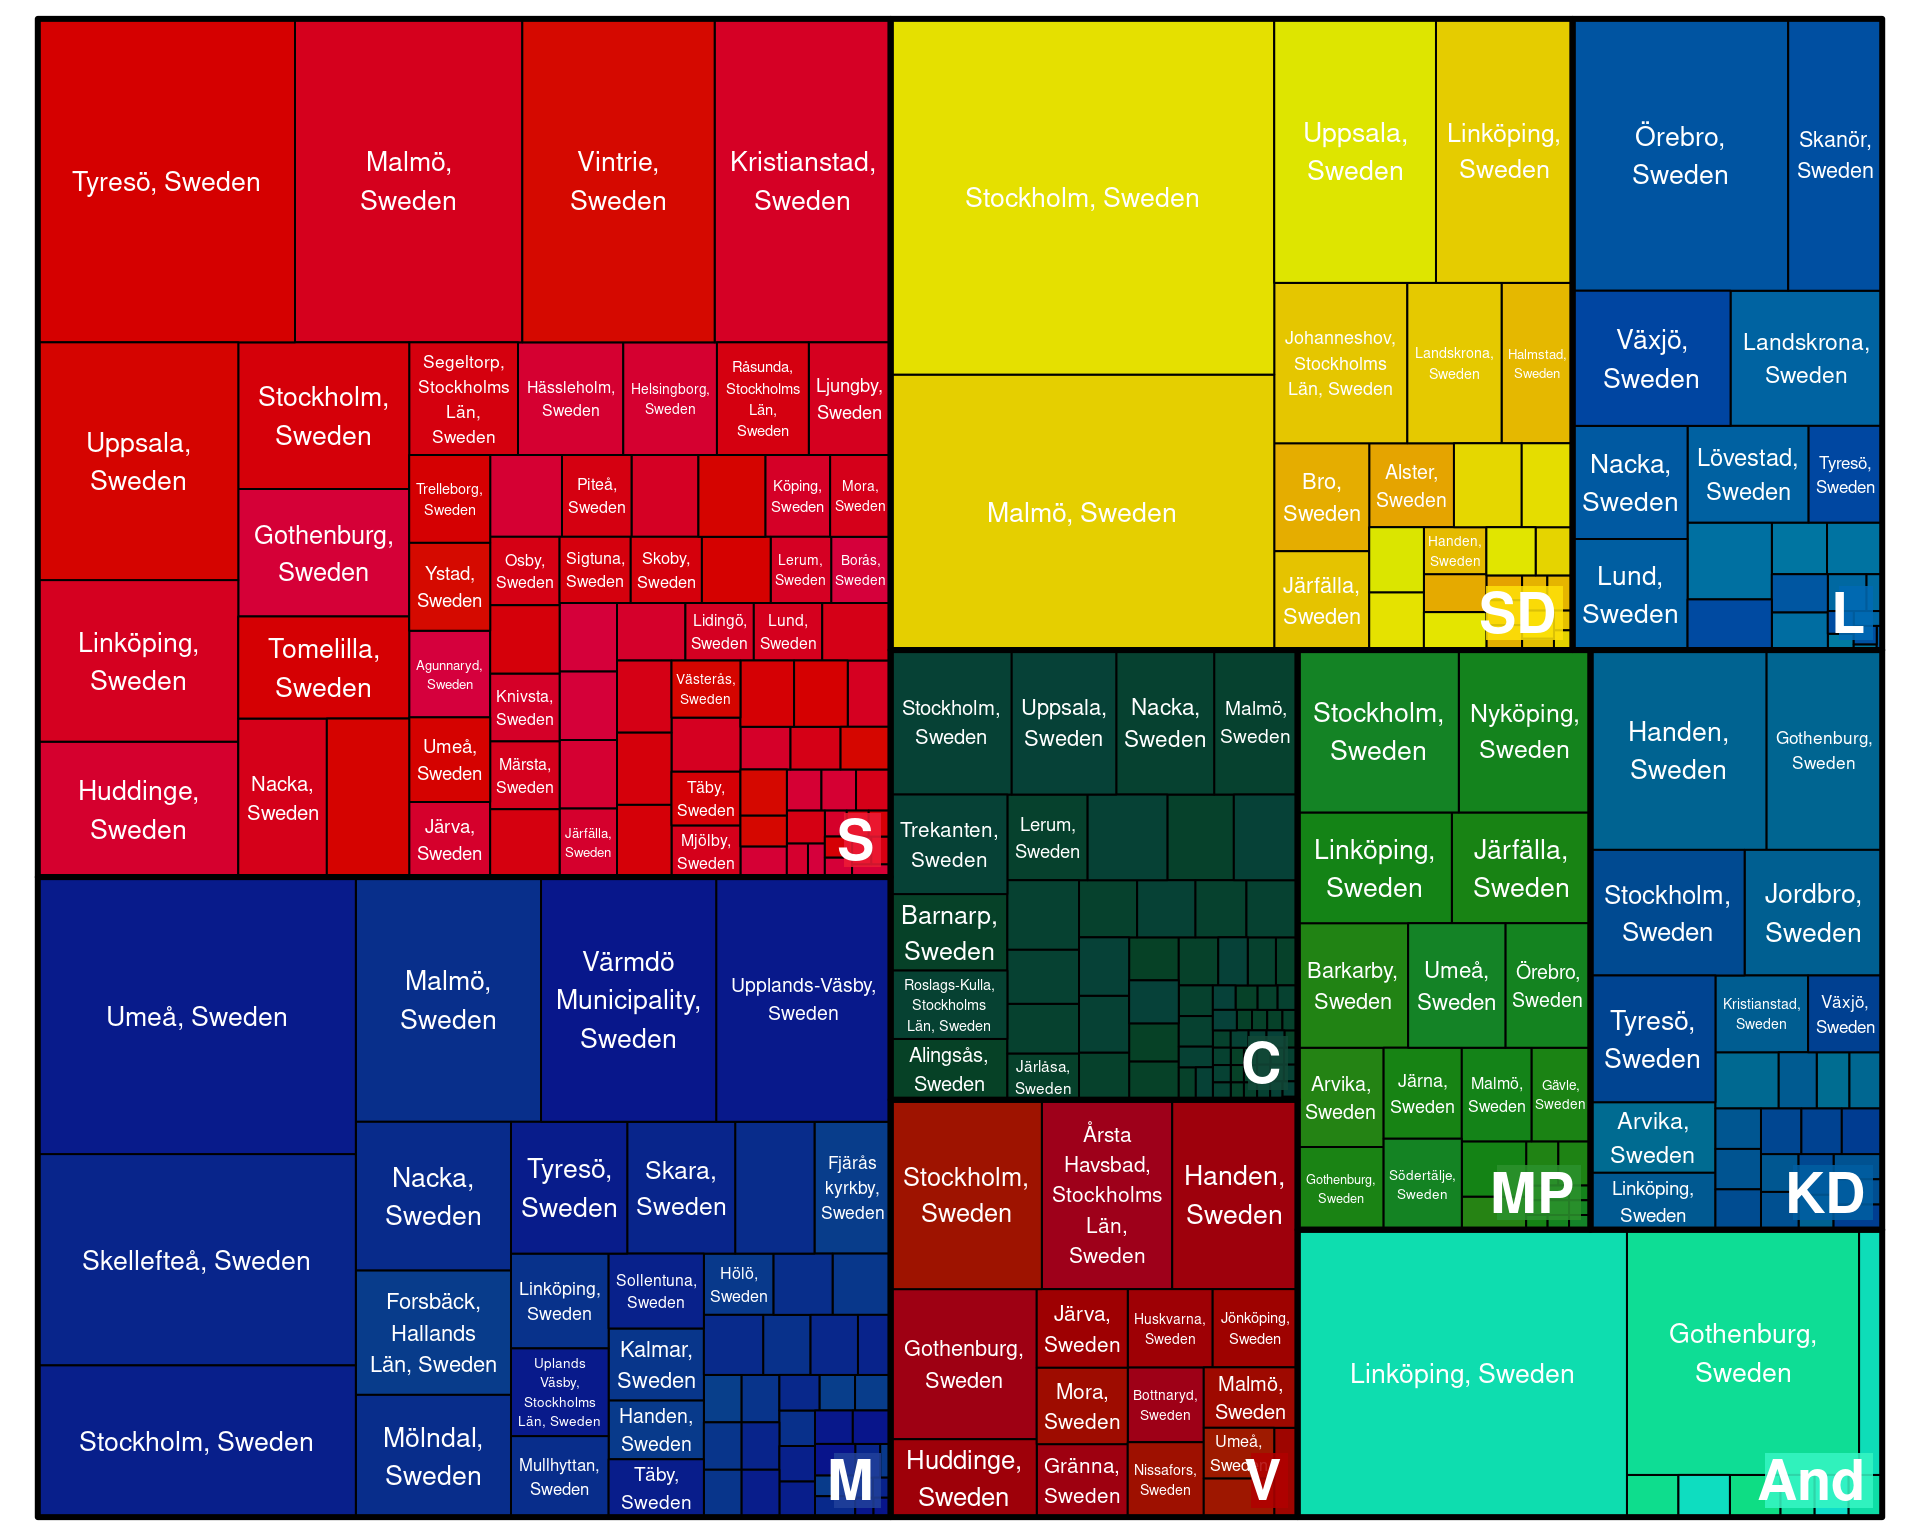 Tyresö, Sweden
Malmö,
Sweden
Vintrie,
Sweden
Kristianstad,
Sweden
Uppsala,
Sweden
Linköping,
Sweden
Huddinge,
Sweden
Stockholm,
Sweden
Gothenburg,
Sweden
Tomelilla,
Sweden
Nacka,
Sweden
Segeltorp,
Stockholms
Län,
Sweden
Hässleholm,
Sweden
Helsingborg,
Sweden
Råsunda,
Stockholms
Län,
Sweden
Ljungby,
Sweden
Trelleborg,
Sweden
Ystad,
Sweden
Agunnaryd,
Sweden
Umeå,
Sweden
Järva,
Sweden
Piteå,
Sweden
Köping,
Sweden
Mora,
Sweden
Osby,
Sweden
Sigtuna,
Sweden
Skoby,
Sweden
Lerum,
Sweden
Borås,
Sweden
Knivsta,
Sweden
Märsta,
Sweden
Järfälla,
Sweden
Lidingö,
Sweden
Lund,
Sweden
Västerås,
Sweden
Täby,
Sweden
Mjölby,
Sweden
S
Umeå, Sweden
Skellefteå, Sweden
Stockholm, Sweden
Malmö,
Sweden
Värmdö
Municipality,
Sweden
Upplands-Väsby,
Sweden
Nacka,
Sweden
Forsbäck,
Hallands
Län, Sweden
Mölndal,
Sweden
Tyresö,
Sweden
Skara,
Sweden
Fjärås
kyrkby,
Sweden
Linköping,
Sweden
Uplands
Väsby,
Stockholms
Län, Sweden
Mullhyttan,
Sweden
Sollentuna,
Sweden
Kalmar,
Sweden
Handen,
Sweden
Täby,
Sweden
Hölö,
Sweden
M
Stockholm, Sweden
Malmö, Sweden
Uppsala,
Sweden
Linköping,
Sweden
Johanneshov,
Stockholms
Län, Sweden
Landskrona,
Sweden
Halmstad,
Sweden
Bro,
Sweden
Järfälla,
Sweden
Alster,
Sweden
Handen,
Sweden
SD
Örebro,
Sweden
Skanör,
Sweden
Växjö,
Sweden
Landskrona,
Sweden
Nacka,
Sweden
Lund,
Sweden
Lövestad,
Sweden
Tyresö,
Sweden
L
Stockholm,
Sweden
Uppsala,
Sweden
Nacka,
Sweden
Malmö,
Sweden
Trekanten,
Sweden
Barnarp,
Sweden
Roslags-Kulla,
Stockholms
Län, Sweden
Alingsås,
Sweden
Lerum,
Sweden
Järlåsa,
Sweden
C
Stockholm,
Sweden
Årsta
Havsbad,
Stockholms
Län,
Sweden
Handen,
Sweden
Gothenburg,
Sweden
Huddinge,
Sweden
Järva,
Sweden
Huskvarna,
Sweden
Jönköping,
Sweden
Mora,
Sweden
Gränna,
Sweden
Bottnaryd,
Sweden
Nissafors,
Sweden
Malmö,
Sweden
Umeå,
Sweden
V
Stockholm,
Sweden
Nyköping,
Sweden
Linköping,
Sweden
Järfälla,
Sweden
Barkarby,
Sweden
Umeå,
Sweden
Örebro,
Sweden
Arvika,
Sweden
Gothenburg,
Sweden
Järna,
Sweden
Södertälje,
Sweden
Malmö,
Sweden
Gävle,
Sweden
MP
Handen,
Sweden
Gothenburg,
Sweden
Stockholm,
Sweden
Jordbro,
Sweden
Tyresö,
Sweden
Arvika,
Sweden
Linköping,
Sweden
Kristianstad,
Sweden
Växjö,
Sweden
KD
Linköping, Sweden
Gothenburg,
Sweden
And